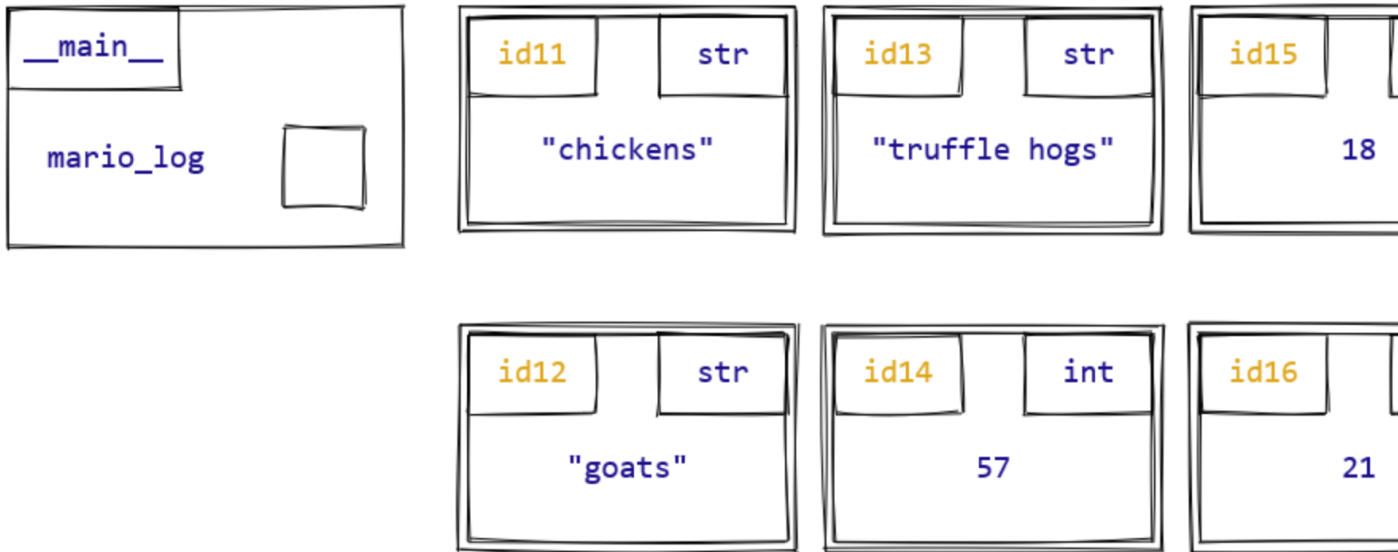 __main__
mario_log
id11 str
"chickens"
id13 str
"truffle hogs"
id15
18
id12 str
"goats"
id14 int
57
id16
21